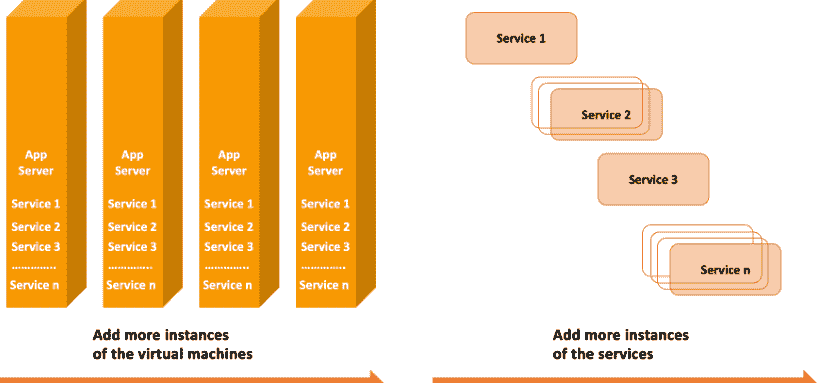 App
Server
Service 1
Service 2
Service 3
.............
Service n
App
Server
Service 1
Service 2
Service 3
.............
Service n
App
Server
Service 1
Service 2
Service 3
.............
Service n
App
Server
Service 1
Service 2
Service 3
.............
Service n
Add more instances
of the virtual machines
Service 1
Service 2
Service 3
Service n
Add more instances
of the services